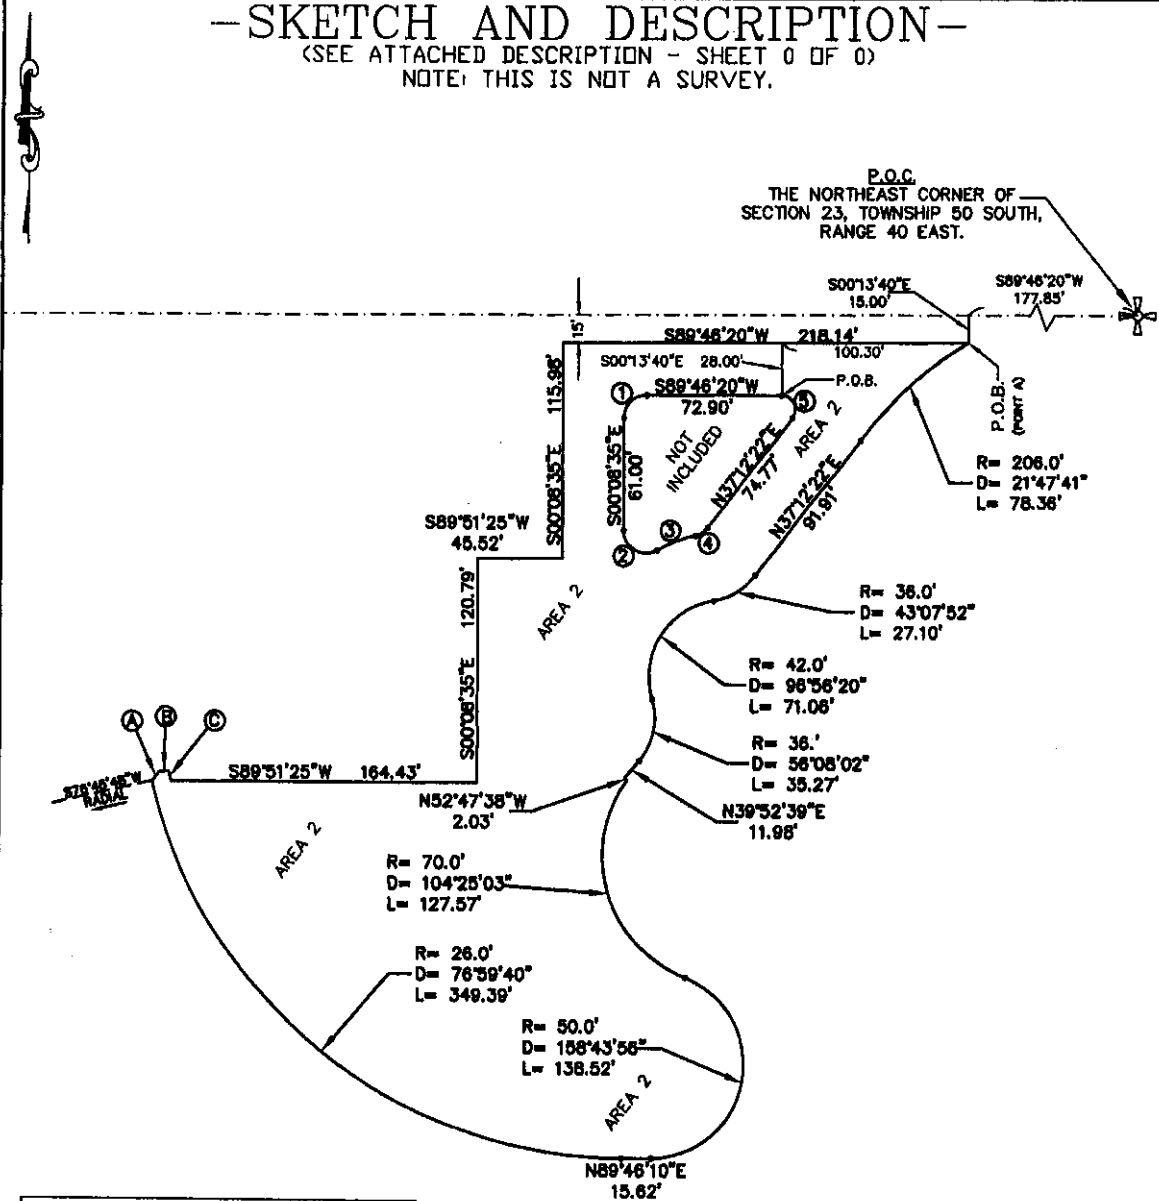 -SKETCH AND DESCRIPTION-
(SEE ATTACHED DESCRIPTION - SHEET 0 OF 0)
NOTE: THIS IS NOT A SURVEY.
P.O.C.
THE NORTHEAST CORNER OF
SECTION 23, TOWNSHIP 50 SOUTH,
RANGE 40 EAST.
S00°13'40"E
15.00'
S89°46'20"W
177.85'
15'
S89°46'20"W 218.14'
S00°13'40"E 28.00'
100.30'
P.O.B.
P.O.B.
(POINT A)
115.98'
S00°08'35"E
1
S89°46'20"W
72.90'
5
NOT
INCLUDED
AREA 2
S00°08'35"E
61.00'
N37°12'22"E
74.77'
N37°12'22"E
91.91'
R= 206.0'
D= 21°47'41"
L= 78.36'
2
3
4
S89°51'25"W
45.52'
120.79'
S00°08'35"E
AREA 2
R= 36.0'
D= 43°07'52"
L= 27.10'
R= 42.0'
D= 96°56'20"
L= 71.06'
R= 36.'
D= 56°08'02"
L= 35.27'
A
B
C
RADIAL
S89°51'25"W 164.43'
N52°47'38"W
2.03'
N39°52'39"E
11.98'
AREA 2
R= 70.0'
D= 104°25'03"
L= 127.57'
R= 26.0'
D= 76°59'40"
L= 349.39'
R= 50.0'
D= 158°43'56"
L= 138.52'
AREA 2
N89°46'10"E
15.62'